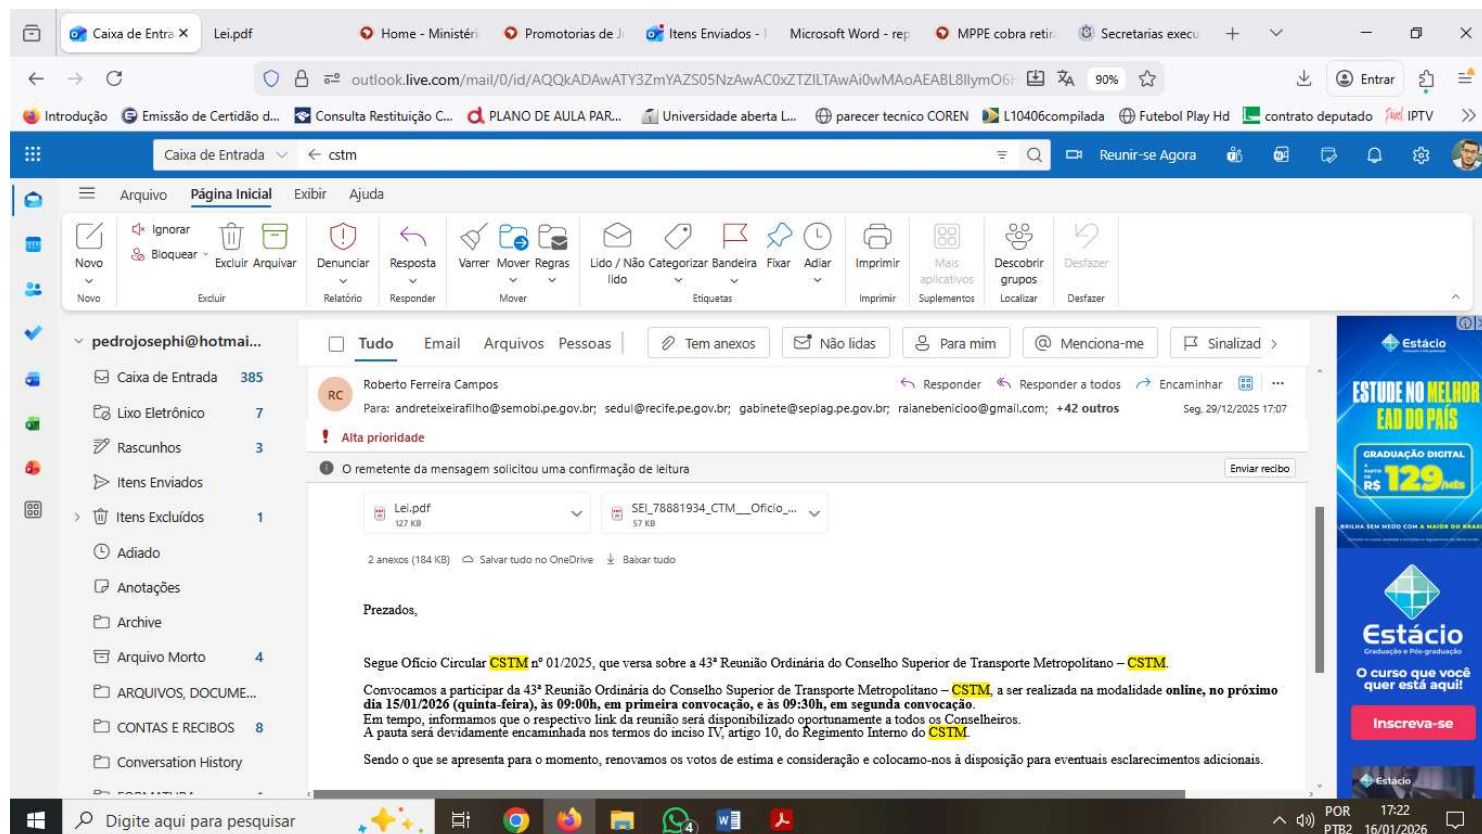 Caixa de Entra
Lei.pdf
Home - Ministéri
Promotorias de J
Itens Enviados -
Microsoft Word - rep
MPPE cobra retir
Secretarias execu
outlook.live.com/mail/0/id/
90%
Entrar
Introdução
Emissão de Certidão d...
Consulta Restituição C...
PLANO DE AULA PAR...
Universidade aberta L...
parecer tecnico COREN
L10406compilada
Futebol Play Hd
contrato deputado
IPTV
Caixa de Entrada
cstm
Reunir-se Agora
Arquivo
Página Inicial
Exibir
Ajuda
Novo
Ignorar
Bloquear
Excluir
Arquivar
Denunciar
Resposta
Varrer
Mover
Regras
Lido / Não lido
Categorizar
Bandeira
Fixar
Adiar
Imprimir
Mais aplicativos
Descobrir grupos
Desfazer
Novo
Excluir
Relatório
Responder
Mover
Etiquetas
Imprimir
Suplementos
Localizar
Desfazer
pedrojosephi@hotmai...
Caixa de Entrada 385
Lixo Eletrônico 7
Rascunhos 3
Itens Enviados
Itens Excluídos 1
Adiado
Anotações
Archive
Arquivo Morto 4
ARQUIVOS, DOCUME...
CONTAS E RECIBOS 8
Conversation History
Tudo
Email
Arquivos
Pessoas
Tem anexos
Não lidas
Para mim
Menciona-me
Sinalizad
RC
Roberto Ferreira Campos
Responder
Responder a todos
Encaminhar
Para: andreteixeirafilho@semobi.pe.gov.br; sedul@recife.pe.gov.br; gabinete@seplag.pe.gov.br; raianebenicioo@gmail.com; +42 outros
Seg, 29/12/2025 17:07
Alta prioridade
O remetente da mensagem solicitou uma confirmação de leitura
Enviar recibo
Lei.pdf
127 KB
SEI_78881934_CTM___Oficio_...
57 KB
2 anexos (184 KB)
Salvar tudo no OneDrive
Baixar tudo
Prezados,
Segue Ofício Circular CSTM nº 01/2025, que versa sobre a 43ª Reunião Ordinária do Conselho Superior de Transporte Metropolitano – CSTM.
Convocamos a participar da 43ª Reunião Ordinária do Conselho Superior de Transporte Metropolitano – CSTM, a ser realizada na modalidade online, no próximo
dia 15/01/2026 (quinta-feira), às 09:00h, em primeira convocação, e às 09:30h, em segunda convocação.
Em tempo, informamos que o respectivo link da reunião será disponibilizado oportunamente a todos os Conselheiros.
A pauta será devidamente encaminhada nos termos do inciso IV, artigo 10, do Regimento Interno do CSTM.
Sendo o que se apresenta para o momento, renovamos os votos de estima e consideração e colocamo-nos à disposição para eventuais esclarecimentos adicionais.
Estácio
ESTUDE NO MELHOR
EAD DO PAÍS
GRADUAÇÃO DIGITAL
A PARTIR DE
R$ 129/MÊS
BRILHA SEM MEDO COM A MAIOR DO BRASIL
Estácio
Graduação e Pós-graduação
O curso que você
quer está aqui!
Inscreva-se
Estácio
Digite aqui para pesquisar
4
POR
PTB2
17:22
16/01/2026